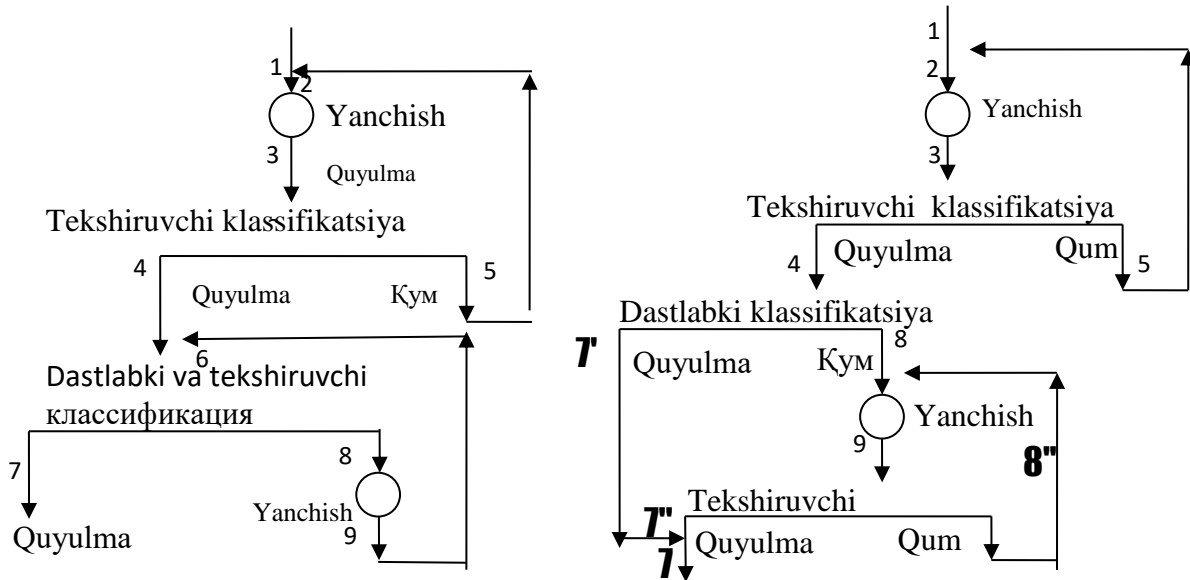 1
2
Yanchish
3
Quyulma
Tekshiruvchi klassifikatsiya
4
5
Quyulma
Қум
6
Dastlabki va tekshiruvchi
классификация
7
8
Yanchish
9
Quyulma
1
2
Yanchish
3
Tekshiruvchi klassifikatsiya
4
Quyulma
Qum
5
Dastlabki klassifikatsiya
7'
8
Quyulma
Қум
Yanchish
9
8"
Tekshiruvchi
7"
Quyulma
Qum
7